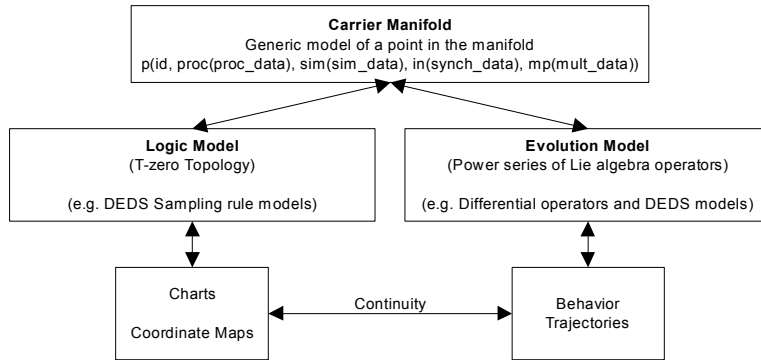 Carrier Manifold
Generic model of a point in the manifold
p(id, proc(proc_data), sim(sim_data), in(synch_data), mp(mult_data))
Logic Model
(T-zero Topology)
(e.g. DEDS Sampling rule models)
Evolution Model
(Power series of Lie algebra operators)
(e.g. Differential operators and DEDS models)
Charts
Coordinate Maps
Continuity
Behavior
Trajectories